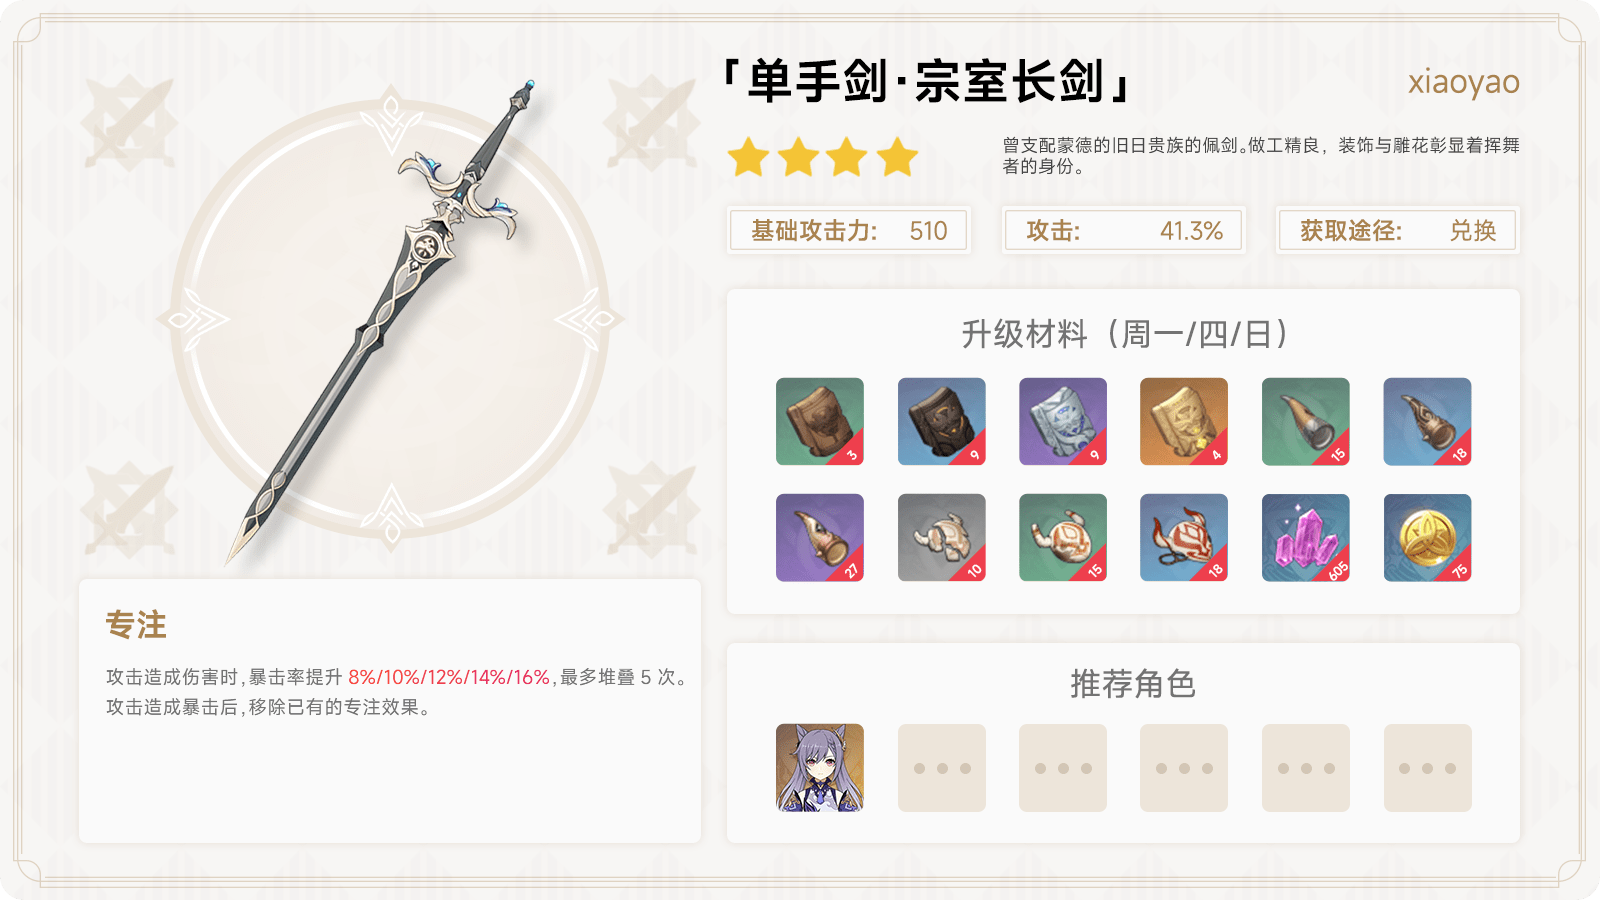 「单手剑·宗室长剑」
xiaoyao
曾支配蒙德的旧日贵族的佩剑。做工精良，装饰与雕花彰显着挥舞
者的身份。
基础攻击力: 510
攻击: 41.3%
获取途径: 兑换
升级材料（周一/四/日）
3 9 9 4 15 18
27 10 15 18 605 75
专注
攻击造成伤害时,暴击率提升 8%/10%/12%/14%/16%,最多堆叠 5 次。
攻击造成暴击后,移除已有的专注效果。
推荐角色